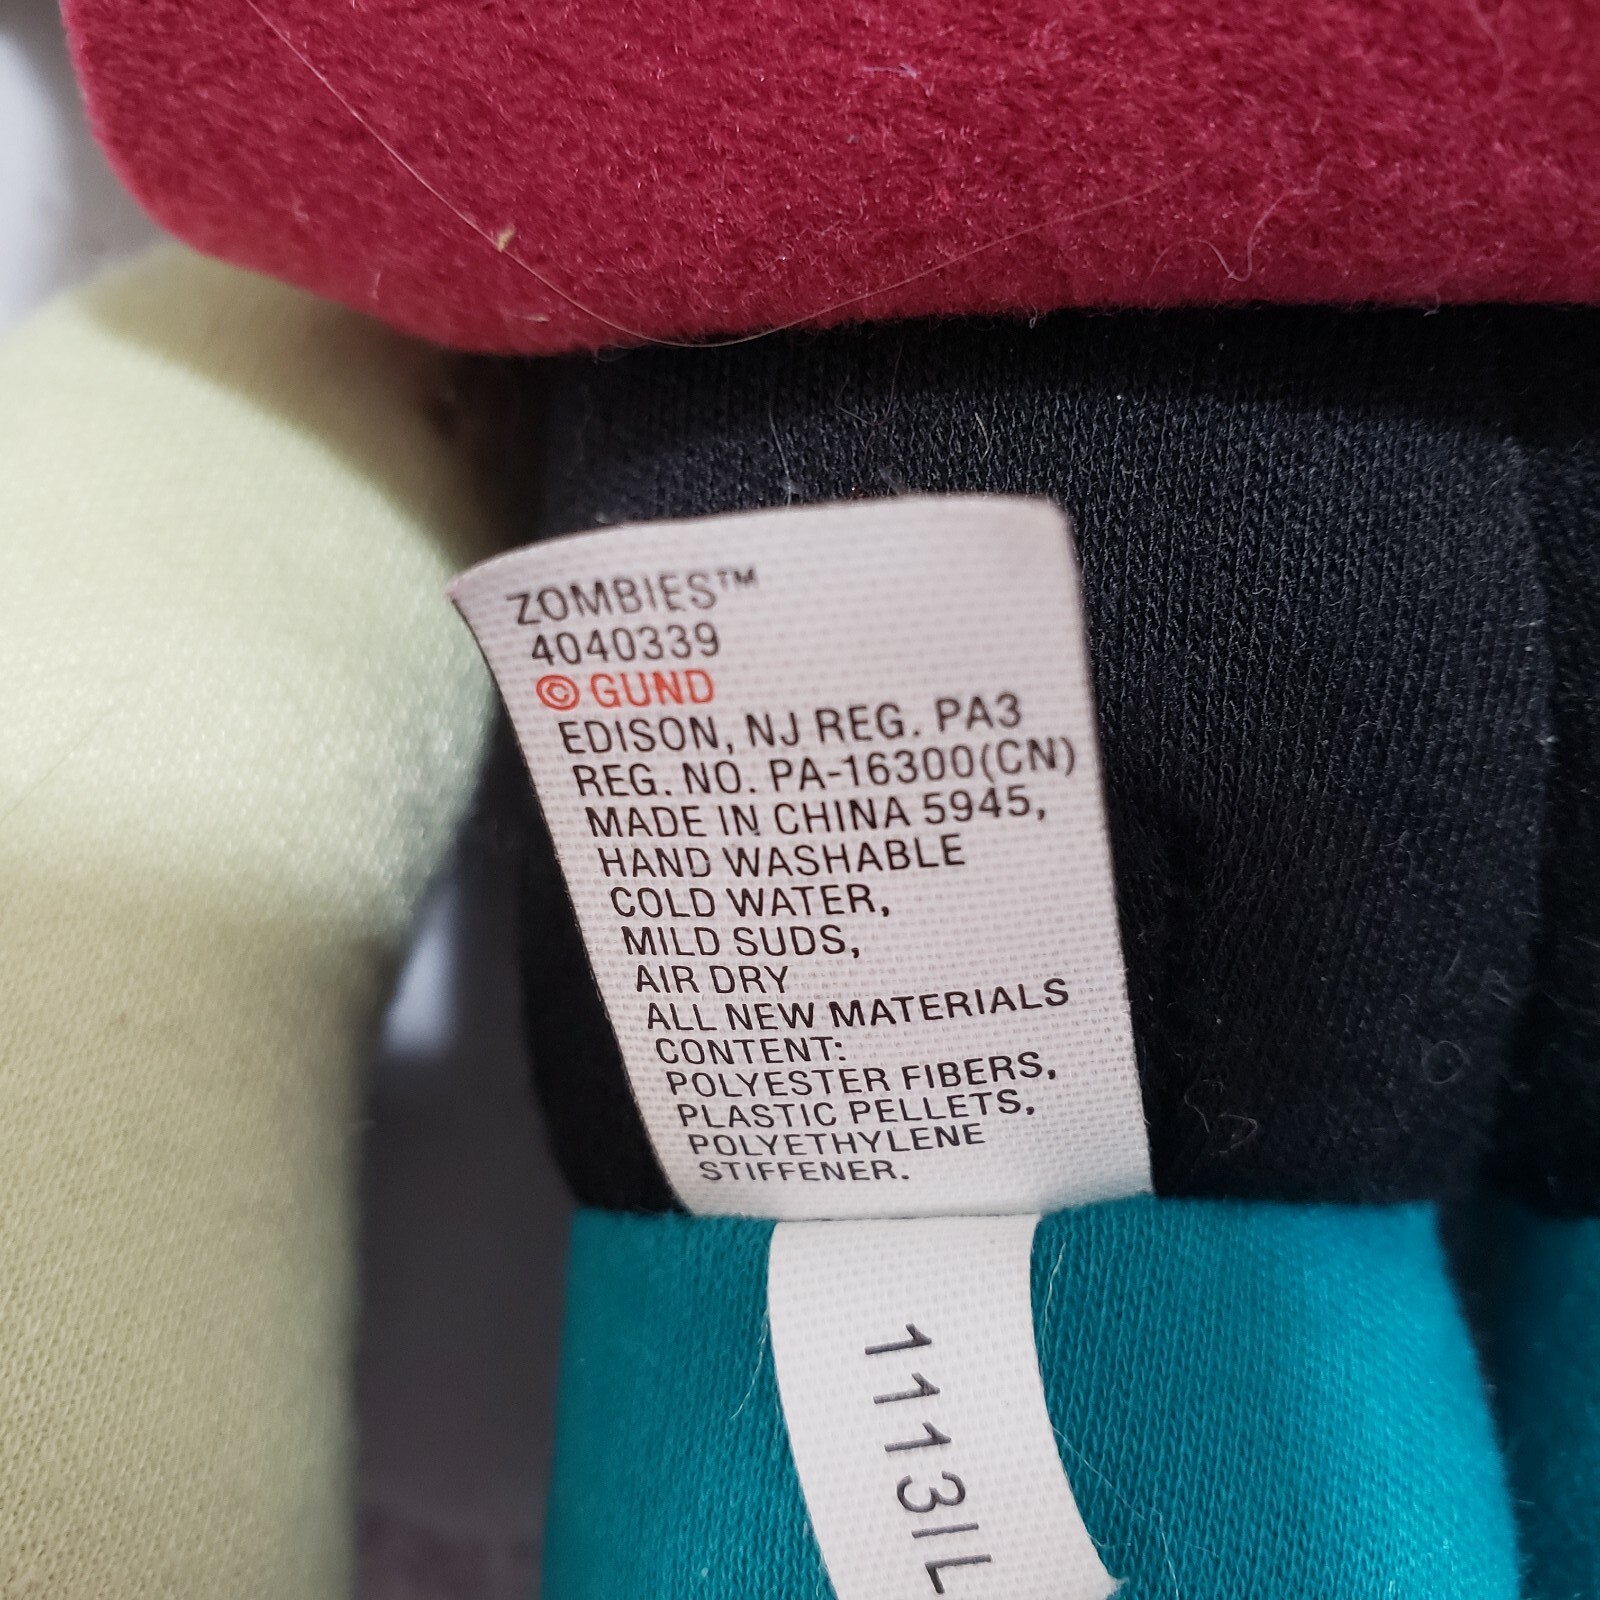 ZOMBIES™
4040339
© GUND
EDISON, NJ REG. PA3
REG. NO. PA-16300(CN)
MADE IN CHINA 5945,
HAND WASHABLE
COLD WATER,
MILD SUDS,
AIR DRY
ALL NEW MATERIALS
CONTENT:
POLYESTER FIBERS,
PLASTIC PELLETS,
POLYETHYLENE
STIFFENER.
1113IL